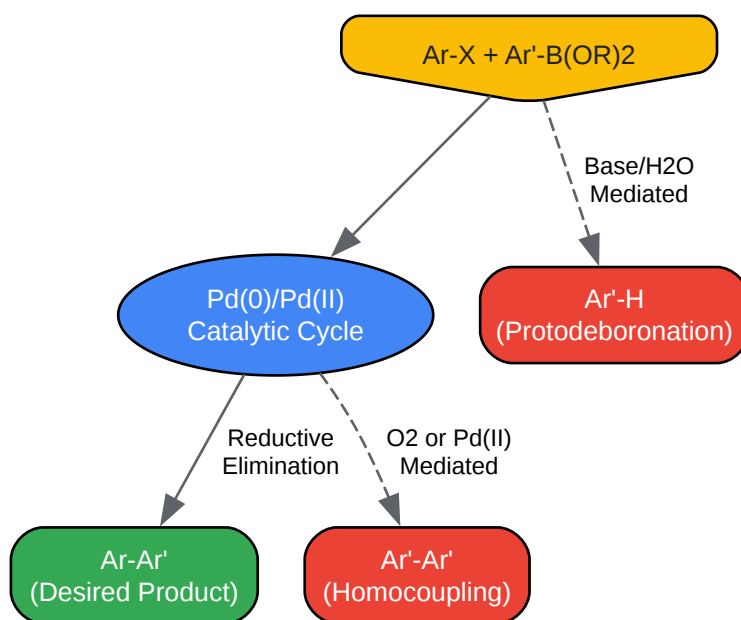 Ar-X + Ar'-B(OR)2
Base/H2O
Mediated
Pd(0)/Pd(II)
Catalytic Cycle
Ar'-H
(Protodeboronation)
Reductive
Elimination
O2 or Pd(II)
Mediated
Ar-Ar'
(Desired Product)
Ar'-Ar'
(Homocoupling)